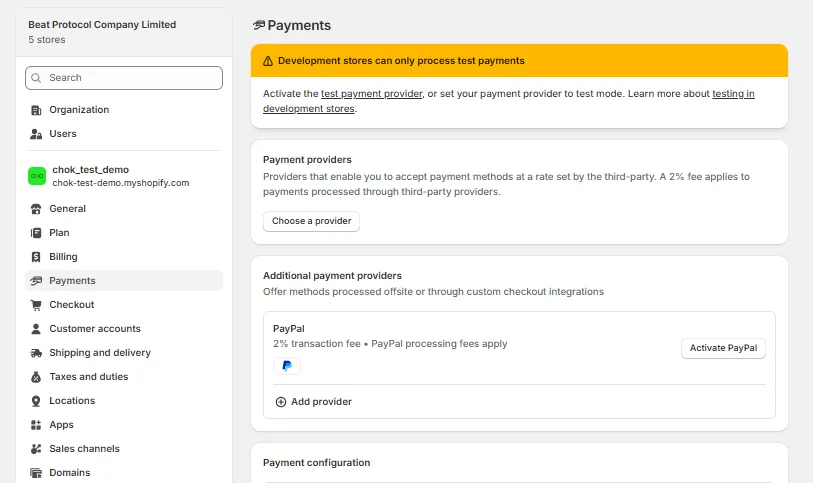 Beat Protocol Company Limited
5 stores
Search
Organization
Users
CHO
chok_test_demo
chok-test-demo.myshopify.com
General
Plan
Billing
Payments
Checkout
Customer accounts
Shipping and delivery
Taxes and duties
Locations
Apps
Sales channels
Domains
Payments
Development stores can only process test payments
Activate the test payment provider, or set your payment provider to test mode. Learn more about testing in
development stores.
Payment providers
Providers that enable you to accept payment methods at a rate set by the third-party. A 2% fee applies to
payments processed through third-party providers.
Choose a provider
Additional payment providers
Offer methods processed offsite or through custom checkout integrations
PayPal
2% transaction fee • PayPal processing fees apply
Activate PayPal
Add provider
Payment configuration